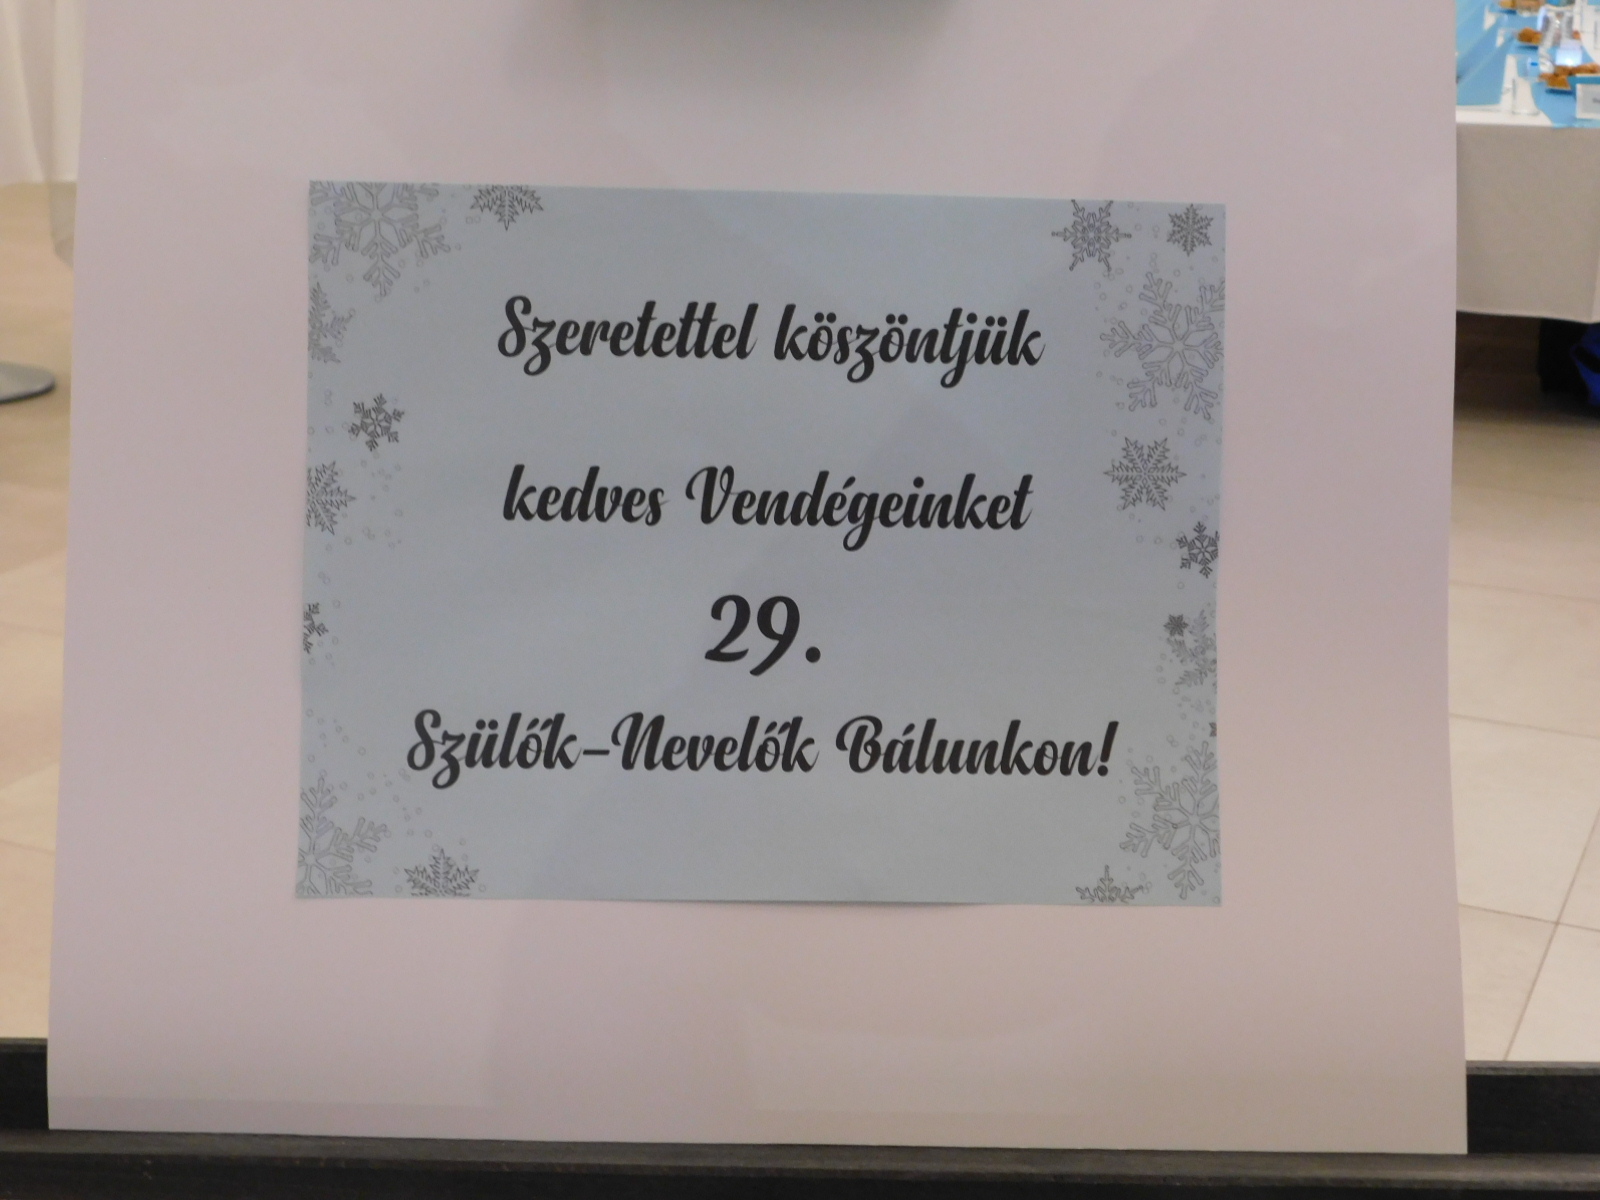 Szeretettel köszöntjük
kedves Vendégeinket
29.
Szülők-Nevelők Bálunkon!